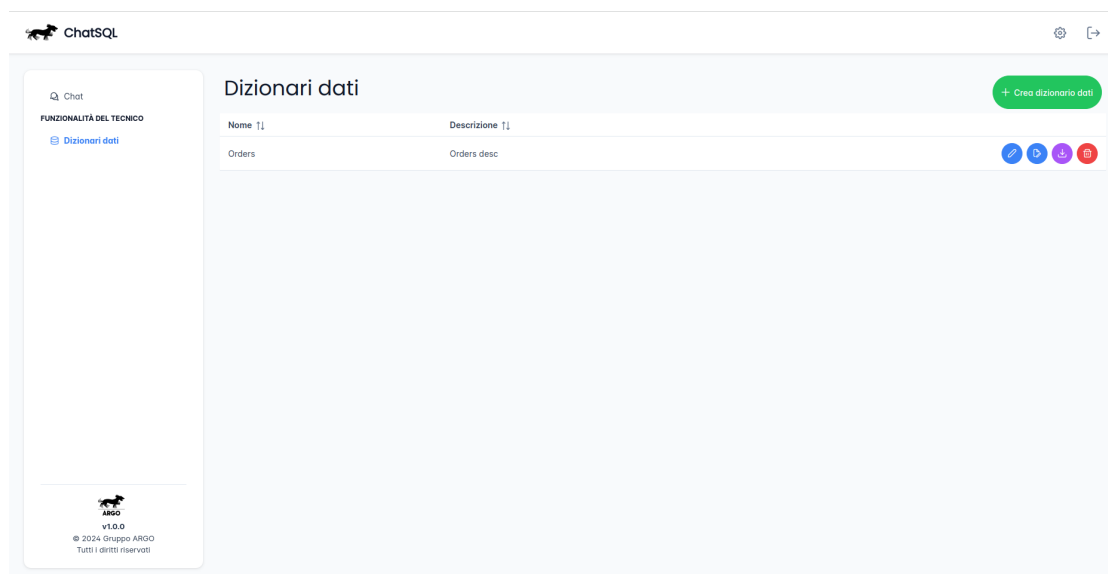 ChatSQL
Chat
FUNZIONALITÀ DEL TECNICO
Dizionari dati
Dizionari dati
+ Crea dizionario dati
Nome ↑↓ Descrizione ↑↓
Orders Orders desc
ARGO
v1.0.0
© 2024 Gruppo ARGO
Tutti i diritti riservati